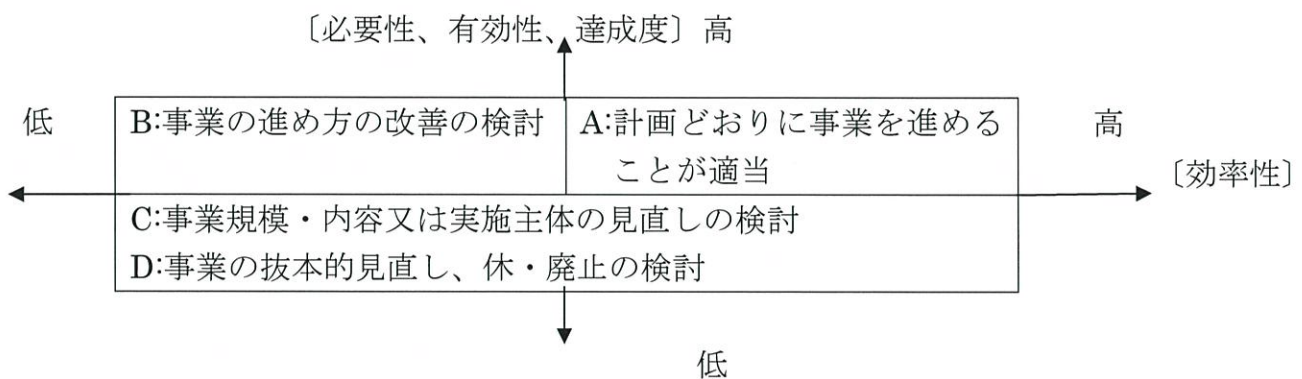 〔必要性、有効性、達成度〕高
低
B:事業の進め方の改善の検討
A:計画どおりに事業を進める
ことが適当
高
〔効率性〕
C:事業規模・内容又は実施主体の見直しの検討
D:事業の抜本的見直し、休・廃止の検討
低